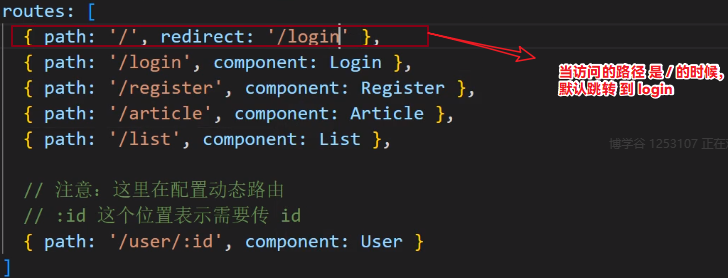 routes: [
{ path: '/', redirect: '/login' },
{ path: '/login', component: Login },
{ path: '/register', component: Register },
{ path: '/article', component: Article },
{ path: '/list', component: List },
当访问的路径 是 / 的时候，
默认跳转 到 login
博学谷 1253107 正在
// 注意：这里在配置动态路由
// :id 这个位置表示需要传 id
{ path: '/user/:id', component: User }
]